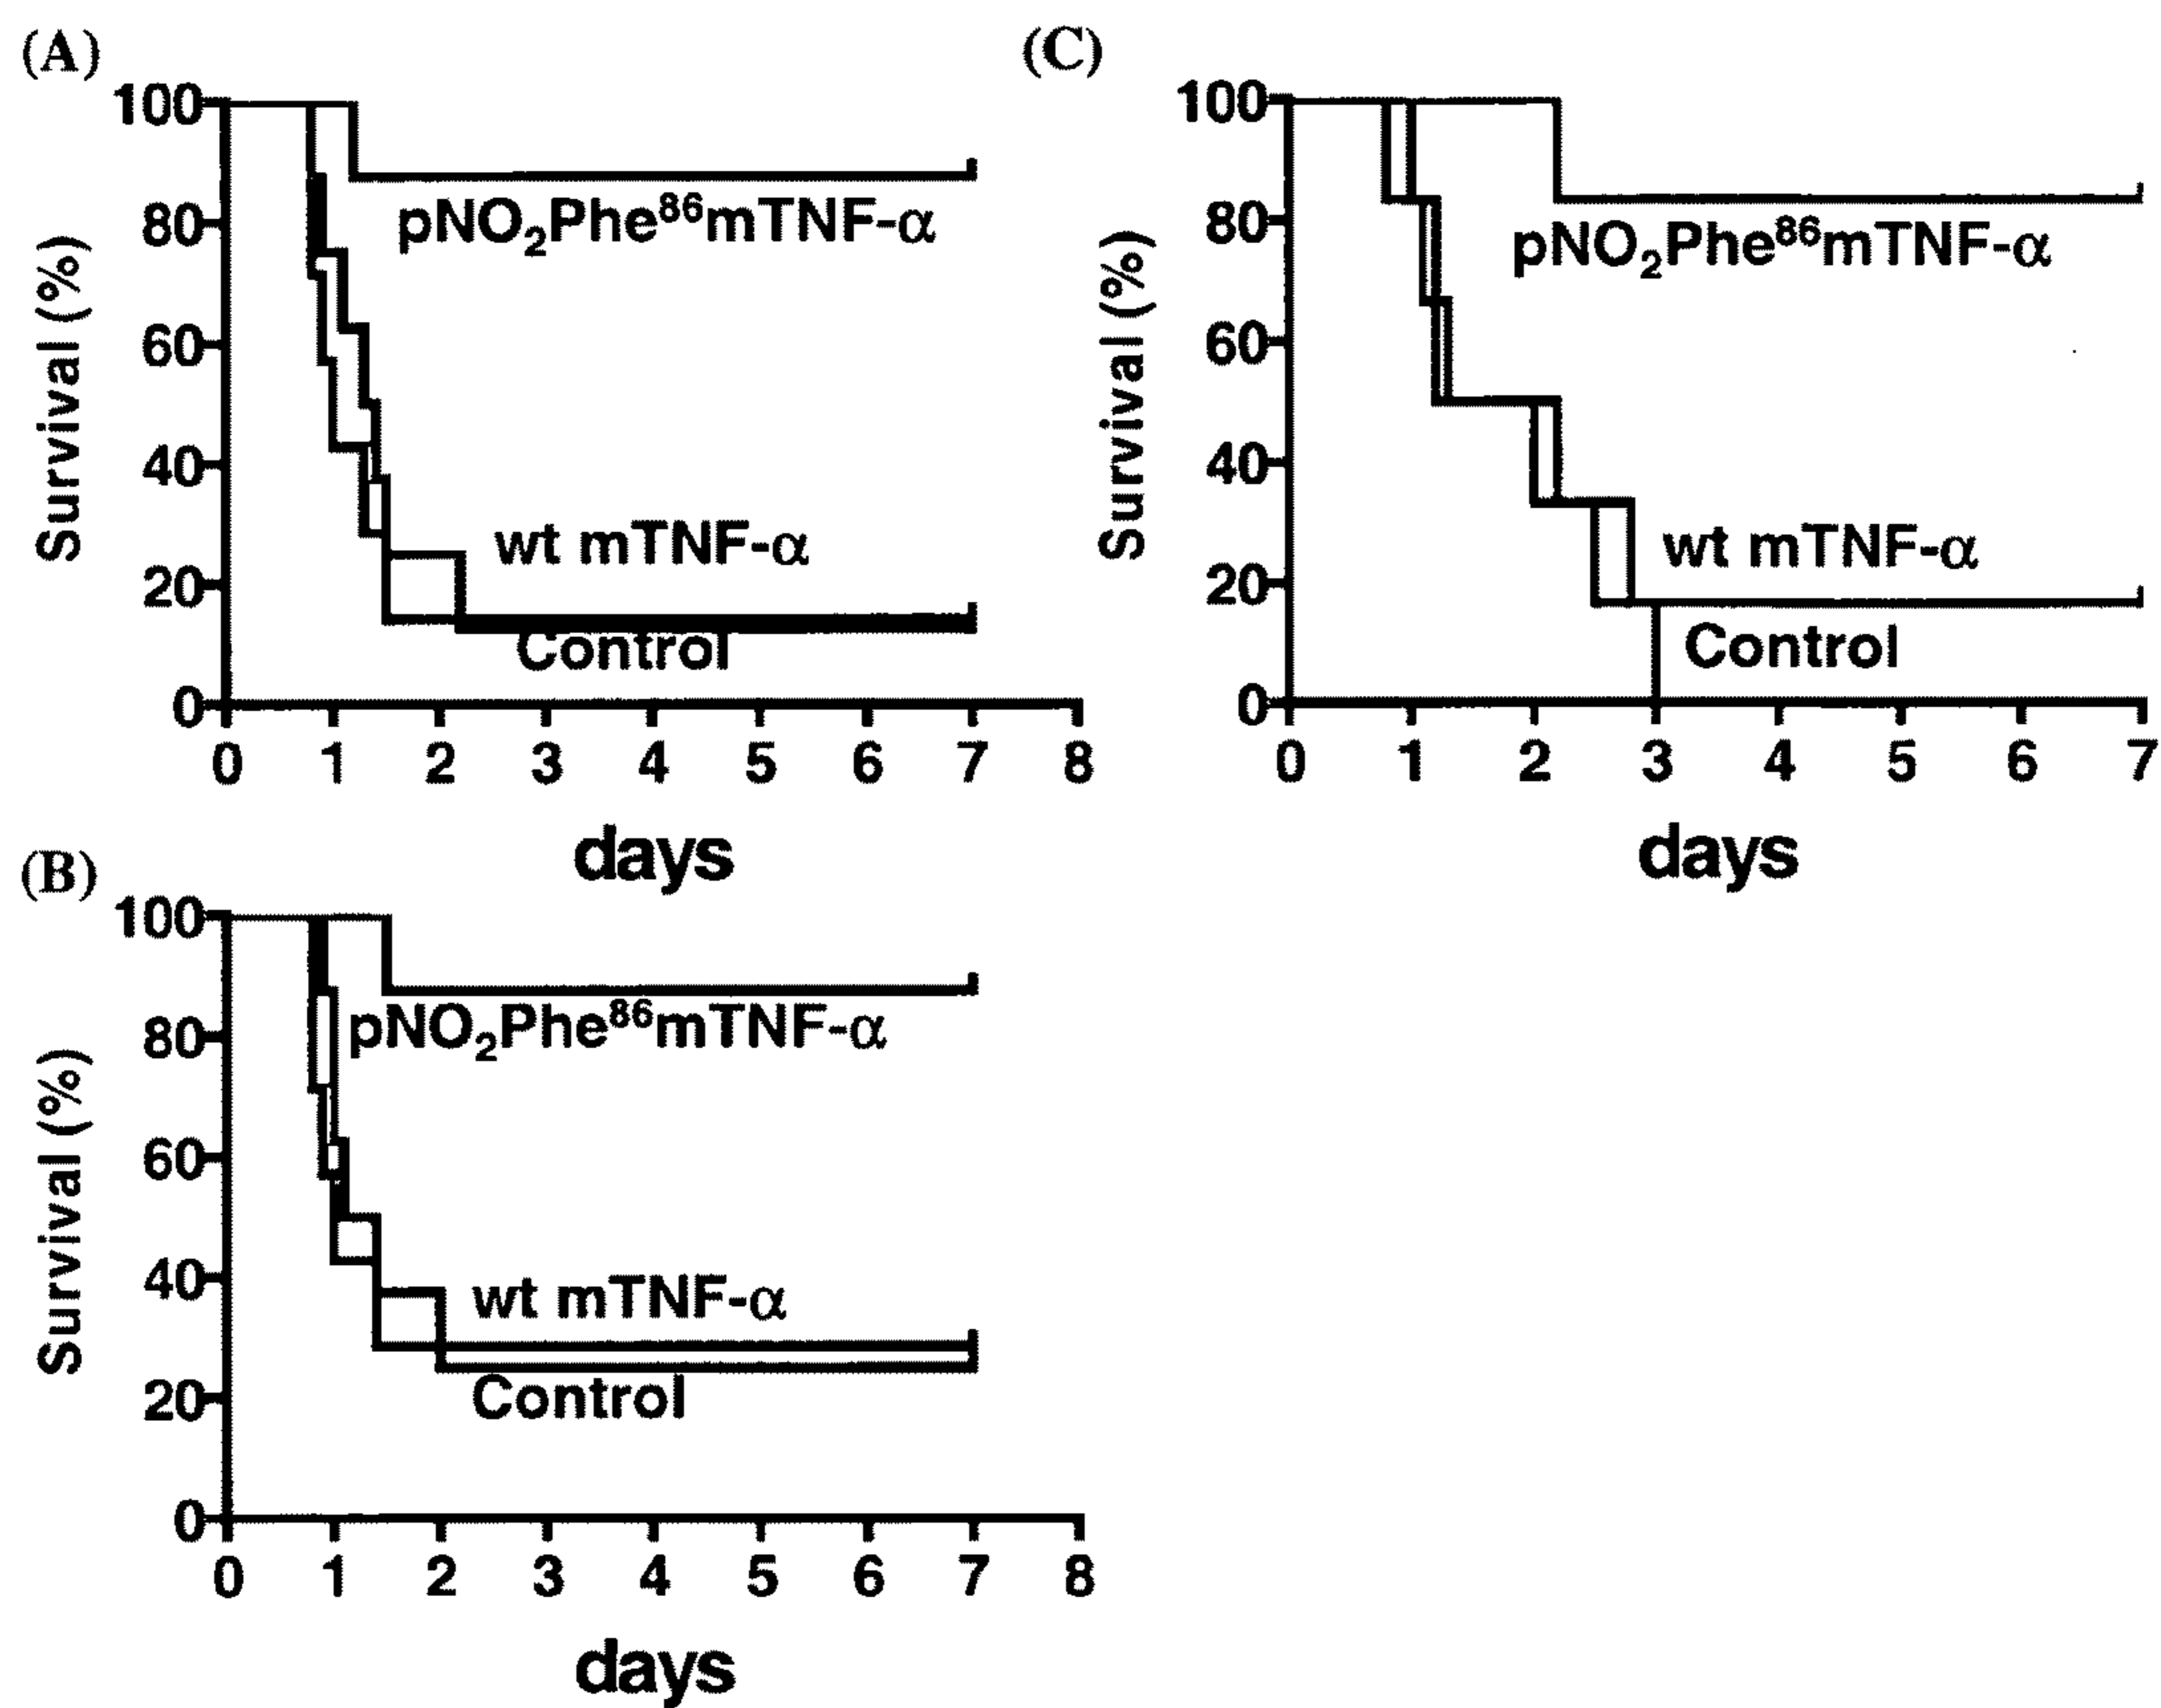 (A)
Survival (%)
100
80
60
40
20
0
pNO₂Phe⁸⁶mTNF-α
wt mTNF-α
Control
0 1 2 3 4 5 6 7 8
days
(B)
Survival (%)
100
80
60
40
20
0
pNO₂Phe⁸⁶mTNF-α
wt mTNF-α
Control
0 1 2 3 4 5 6 7 8
days
(C)
Survival (%)
100
80
60
40
20
0
pNO₂Phe⁸⁶mTNF-α
wt mTNF-α
Control
0 1 2 3 4 5 6 7
days